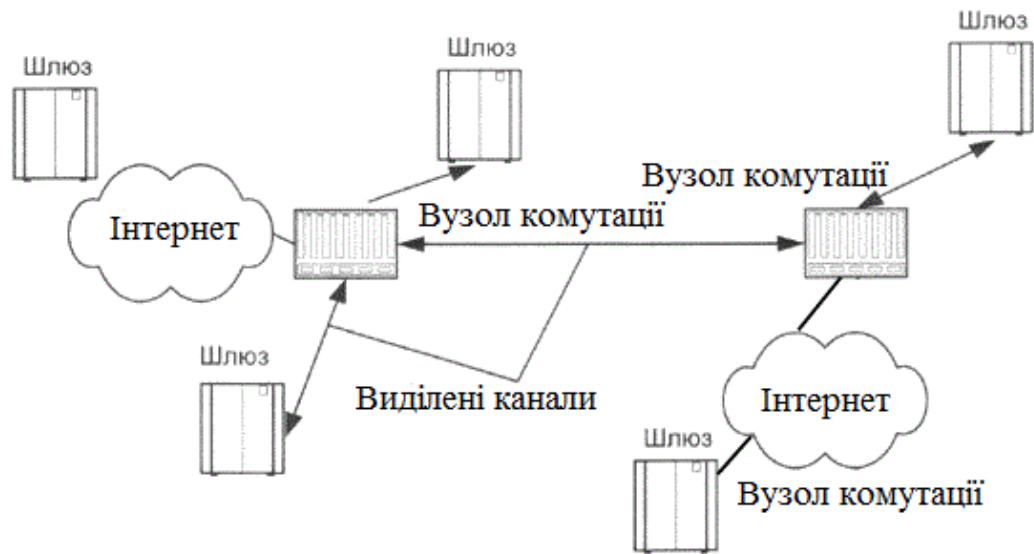 Шлюз
Шлюз
Шлюз
Вузол комутації
Вузол комутації
Інтернет
Шлюз
Виділені канали
Інтернет
Шлюз
Вузол комутації